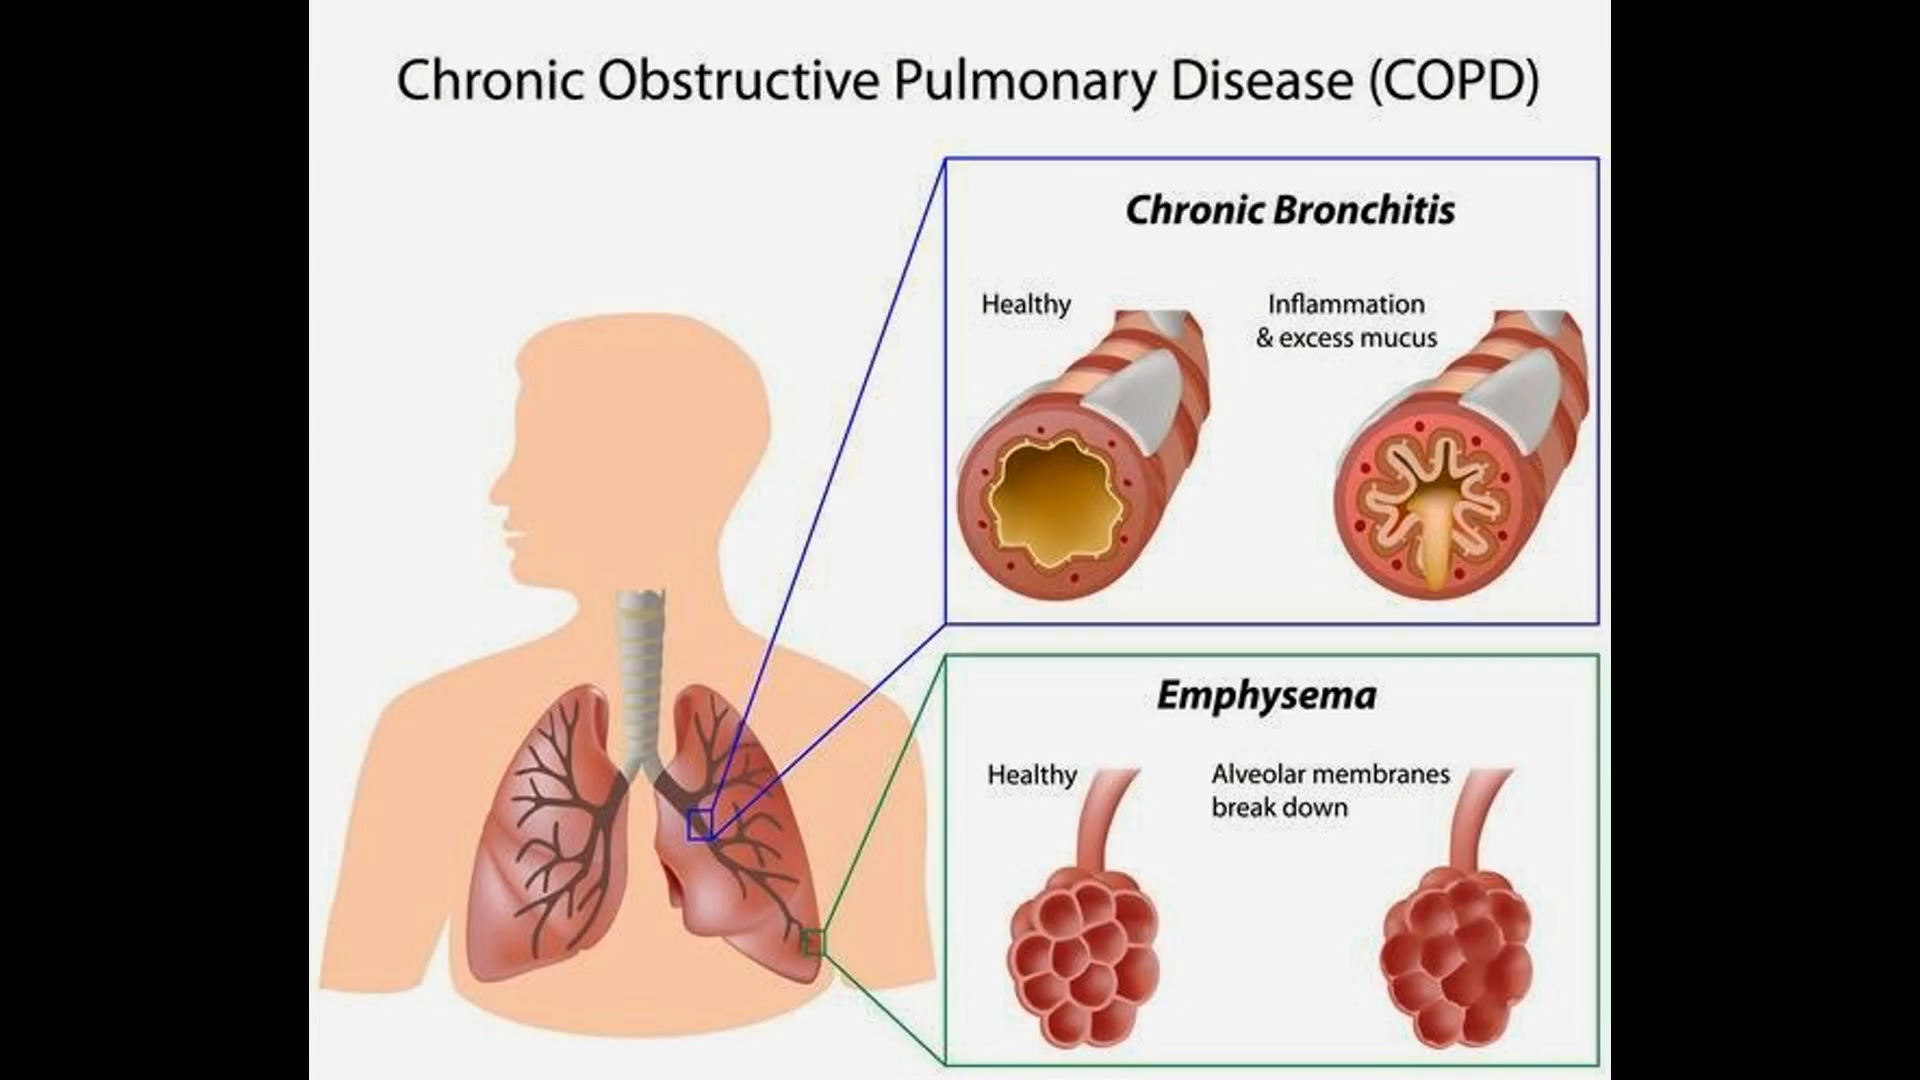 Chronic Obstructive Pulmonary Disease (COPD)
Chronic Bronchitis
Healthy
Inflammation
& excess mucus
Emphysema
Healthy
Alveolar membranes
break down